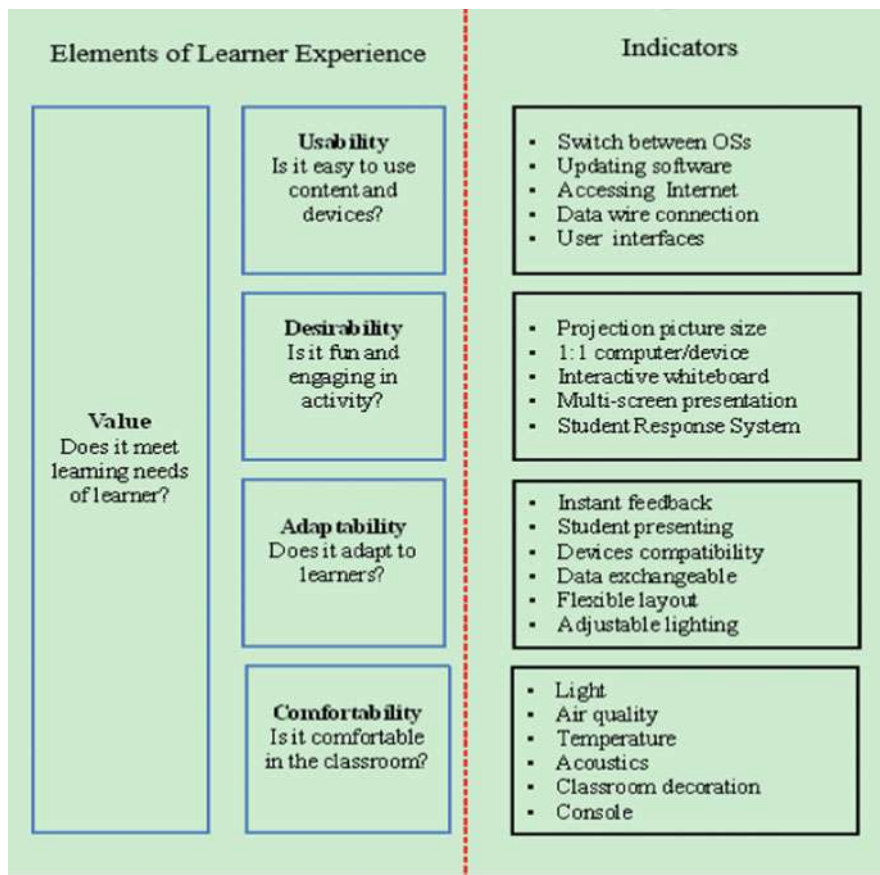 Elements of Learner Experience
Indicators
Value
Does it meet
learning needs
of learner?
Usability
Is it easy to use
content and
devices?
▪ Switch between OSs
▪ Updating software
▪ Accessing Internet
▪ Data wire connection
▪ User interfaces
Desirability
Is it fun and
engaging in
activity?
▪ Projection picture size
▪ 1:1 computer/device
▪ Interactive whiteboard
▪ Multi-screen presentation
▪ Student Response System
Adaptability
Does it adapt to
learners?
▪ Instant feedback
▪ Student presenting
▪ Devices compatibility
▪ Data exchangeable
▪ Flexible layout
▪ Adjustable lighting
Comfortability
Is it comfortable
in the classroom?
▪ Light
▪ Air quality
▪ Temperature
▪ Acoustics
▪ Classroom decoration
▪ Console